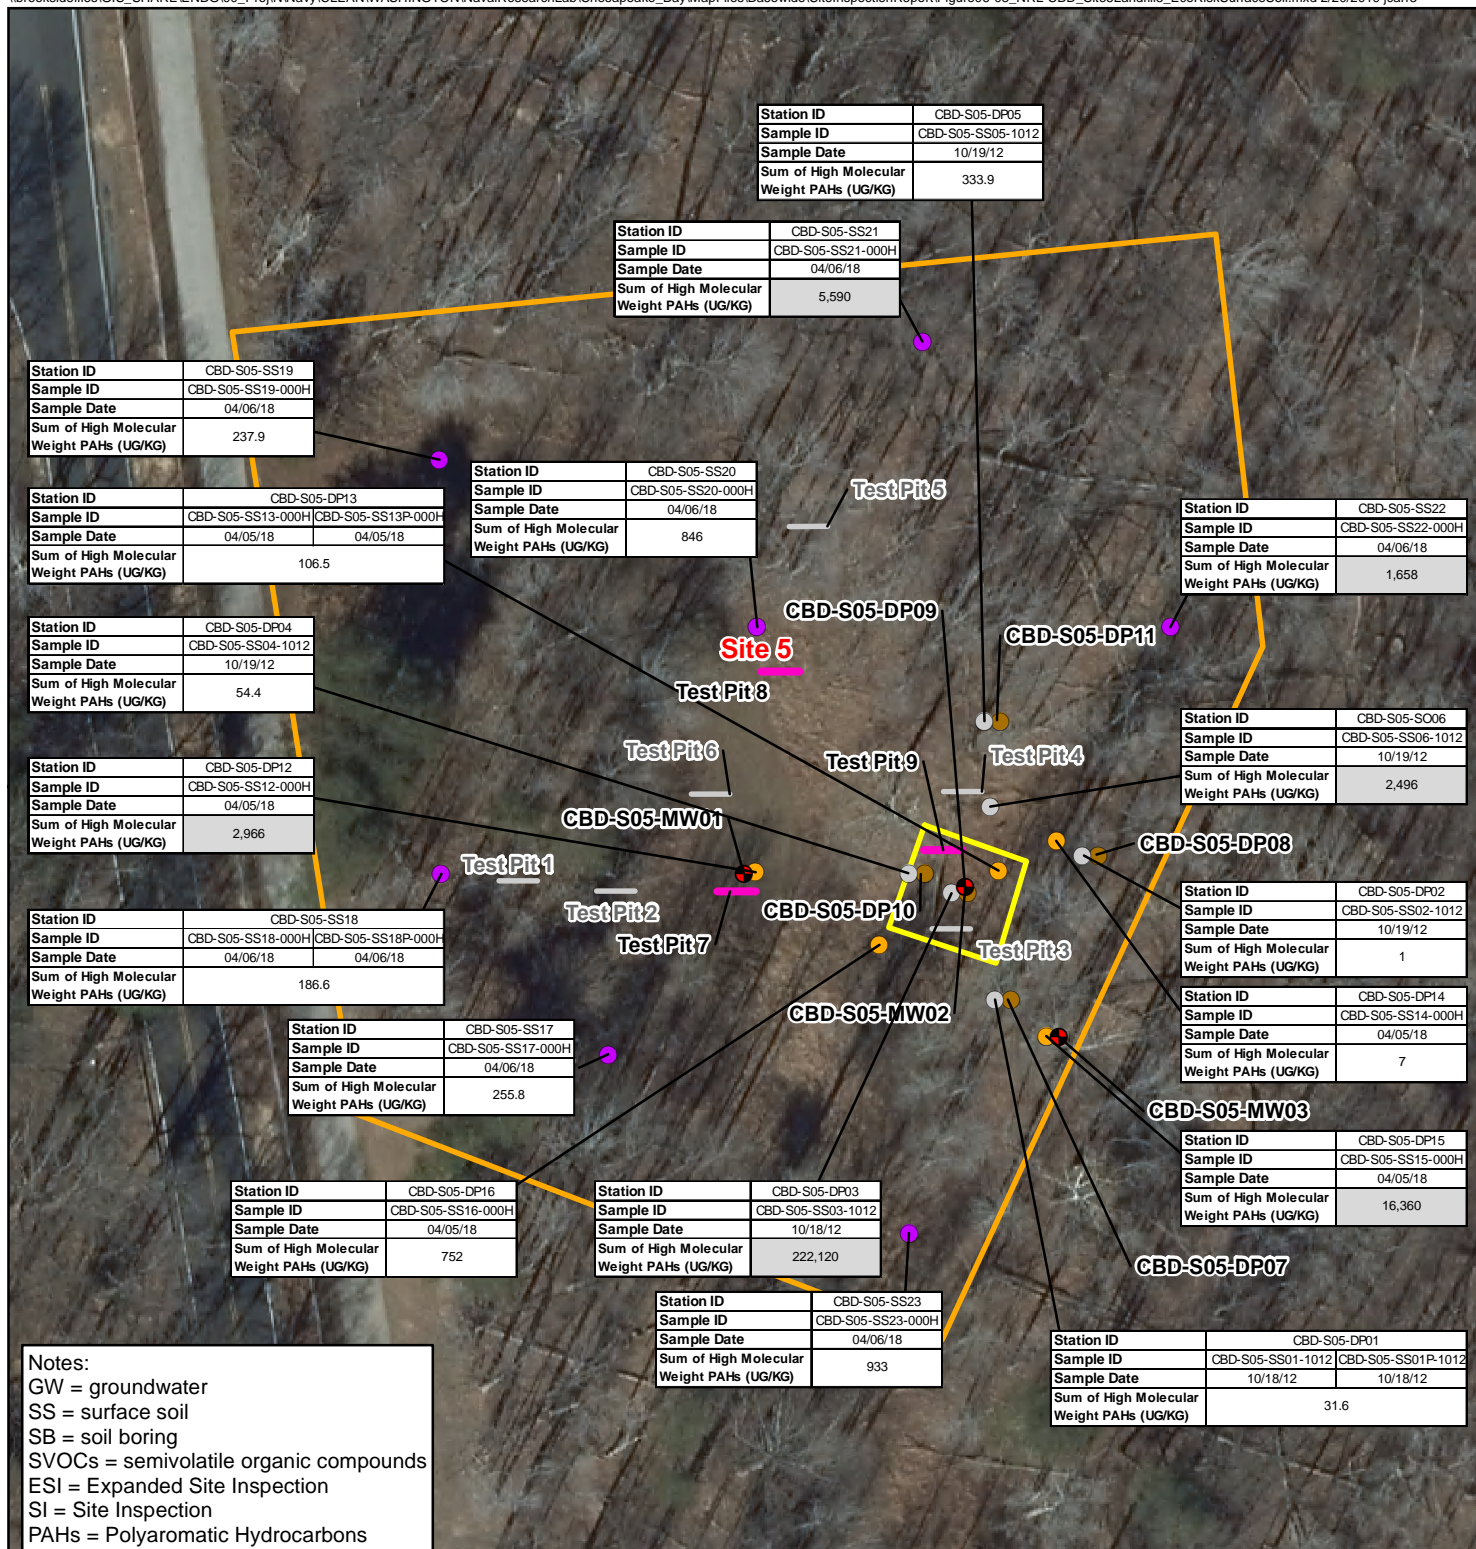 Station ID CBD-S05-DP05
Sample ID CBD-S05-SS05-1012
Sample Date 10/19/12
Sum of High Molecular
Weight PAHs (UG/KG) 333.9
Station ID CBD-S05-SS21
Sample ID CBD-S05-SS21-000H
Sample Date 04/06/18
Sum of High Molecular
Weight PAHs (UG/KG) 5,590
Station ID CBD-S05-SS19
Sample ID CBD-S05-SS19-000H
Sample Date 04/06/18
Sum of High Molecular
Weight PAHs (UG/KG) 237.9
Station ID CBD-S05-SS20
Sample ID CBD-S05-SS20-000H
Sample Date 04/06/18
Sum of High Molecular
Weight PAHs (UG/KG) 846
Test Pit 5
Station ID CBD-S05-DP13
Sample ID CBD-S05-SS13-000H CBD-S05-SS13P-000H
Sample Date 04/05/18 04/05/18
Sum of High Molecular
Weight PAHs (UG/KG) 106.5
Station ID CBD-S05-SS22
Sample ID CBD-S05-SS22-000H
Sample Date 04/06/18
Sum of High Molecular
Weight PAHs (UG/KG) 1,658
CBD-S05-DP09
CBD-S05-DP11
Site 5
Test Pit 8
Station ID CBD-S05-DP04
Sample ID CBD-S05-SS04-1012
Sample Date 10/19/12
Sum of High Molecular
Weight PAHs (UG/KG) 54.4
Station ID CBD-S05-SO06
Sample ID CBD-S05-SS06-1012
Sample Date 10/19/12
Sum of High Molecular
Weight PAHs (UG/KG) 2,496
Test Pit 6
Test Pit 9
Test Pit 4
Station ID CBD-S05-DP12
Sample ID CBD-S05-SS12-000H
Sample Date 04/05/18
Sum of High Molecular
Weight PAHs (UG/KG) 2,966
CBD-S05-MW01
CBD-S05-DP08
Test Pit 1
Test Pit 2
CBD-S05-DP10
Test Pit 7
Test Pit 3
Station ID CBD-S05-DP02
Sample ID CBD-S05-SS02-1012
Sample Date 10/19/12
Sum of High Molecular
Weight PAHs (UG/KG) 1
Station ID CBD-S05-SS18
Sample ID CBD-S05-SS18-000H CBD-S05-SS18P-000H
Sample Date 04/06/18 04/06/18
Sum of High Molecular
Weight PAHs (UG/KG) 186.6
CBD-S05-MW02
Station ID CBD-S05-DP14
Sample ID CBD-S05-SS14-000H
Sample Date 04/05/18
Sum of High Molecular
Weight PAHs (UG/KG) 7
Station ID CBD-S05-SS17
Sample ID CBD-S05-SS17-000H
Sample Date 04/06/18
Sum of High Molecular
Weight PAHs (UG/KG) 255.8
CBD-S05-MW03
Station ID CBD-S05-DP15
Sample ID CBD-S05-SS15-000H
Sample Date 04/05/18
Sum of High Molecular
Weight PAHs (UG/KG) 16,360
Station ID CBD-S05-DP16
Sample ID CBD-S05-SS16-000H
Sample Date 04/05/18
Sum of High Molecular
Weight PAHs (UG/KG) 752
Station ID CBD-S05-DP03
Sample ID CBD-S05-SS03-1012
Sample Date 10/18/12
Sum of High Molecular
Weight PAHs (UG/KG) 222,120
CBD-S05-DP07
Station ID CBD-S05-SS23
Sample ID CBD-S05-SS23-000H
Sample Date 04/06/18
Sum of High Molecular
Weight PAHs (UG/KG) 933
Station ID CBD-S05-DP01
Sample ID CBD-S05-SS01-1012 CBD-S05-SS01P-1012
Sample Date 10/18/12 10/18/12
Sum of High Molecular
Weight PAHs (UG/KG) 31.6
Notes:
GW = groundwater
SS = surface soil
SB = soil boring
SVOCs = semivolatile organic compounds
ESI = Expanded Site Inspection
SI = Site Inspection
PAHs = Polyaromatic Hydrocarbons